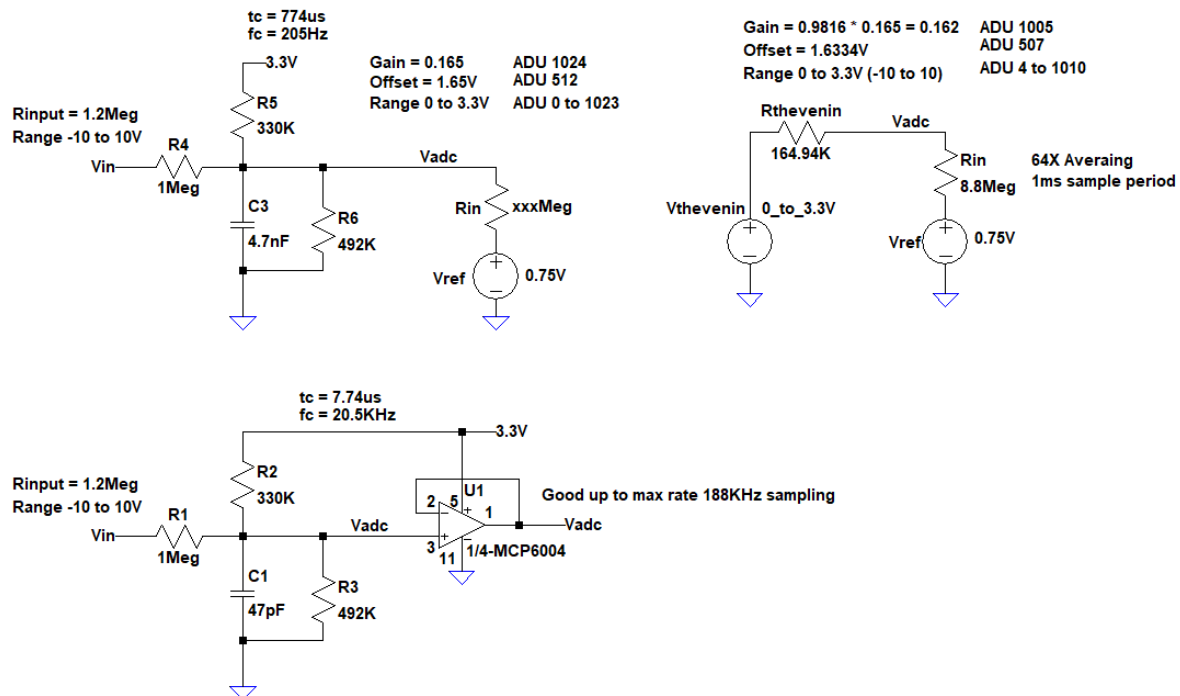 tc = 774us
fc = 205Hz
3.3V
Gain = 0.165 ADU 1024
Offset = 1.65V ADU 512
Range 0 to 3.3V ADU 0 to 1023
Rinput = 1.2Meg
Range -10 to 10V
R5
330K
Vin
R4
1Meg
Vadc
C3
4.7nF
R6
492K
Rin
xxxMeg
Vref
+
−
0.75V
Gain = 0.9816 * 0.165 = 0.162 ADU 1005
Offset = 1.6334V ADU 507
Range 0 to 3.3V (-10 to 10) ADU 4 to 1010
Rthevenin
164.94K
Vadc
Rin
8.8Meg
64X Averaing
1ms sample period
Vthevenin
0_to_3.3V
+
−
Vref
+
−
0.75V
tc = 7.74us
fc = 20.5KHz
3.3V
Rinput = 1.2Meg
Range -10 to 10V
R2
330K
Vin
R1
1Meg
Vadc
C1
47pF
R3
492K
U1
2
5
1
3
11
+
−
−
+
1/4-MCP6004
Good up to max rate 188KHz sampling
Vadc